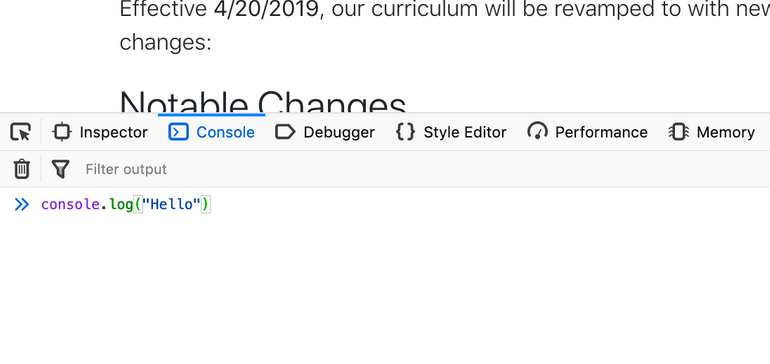 Effective 4/20/2019, our curriculum will be revamped to with new
changes:
Notable Changes
Inspector Console Debugger {} Style Editor Performance Memory
Filter output
console.log("Hello")